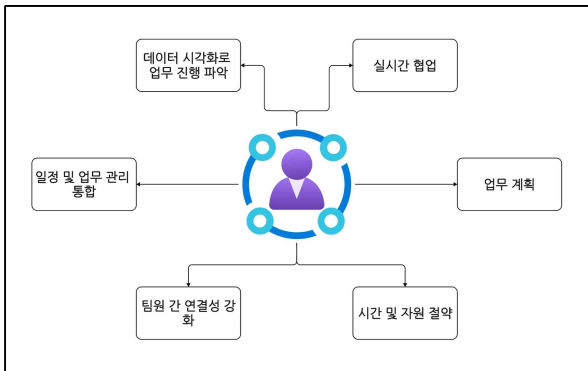 데이터 시각화로
업무 진행 파악
실시간 협업
일정 및 업무 관리
통합
업무 계획
팀원 간 연결성 강
화
시간 및 자원 절약